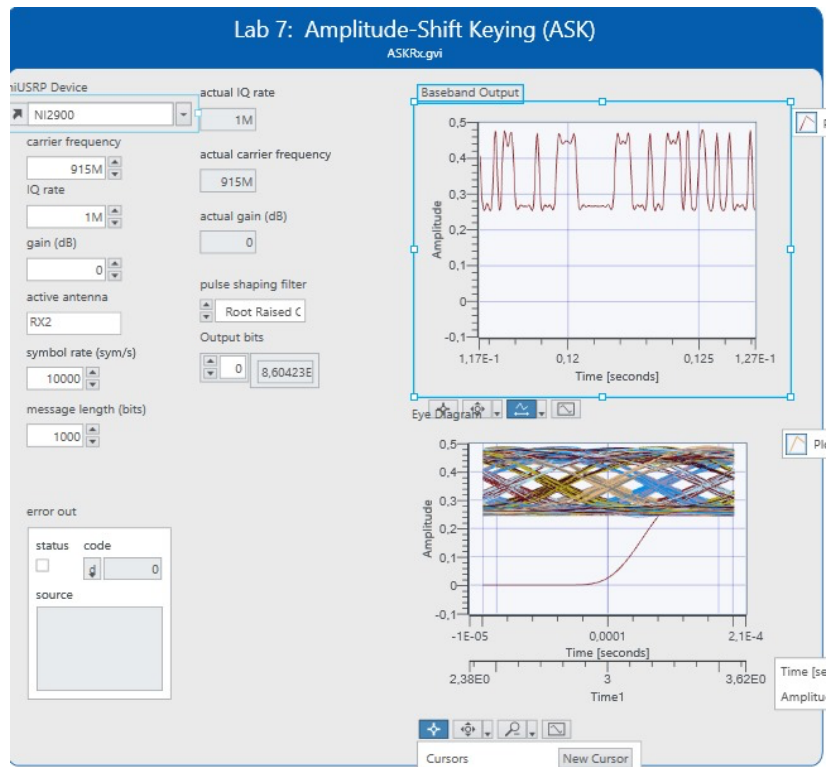 Lab 7: Amplitude-Shift Keying (ASK)
ASKRx.gvi
niUSRP Device
NI2900
carrier frequency
915M
IQ rate
1M
gain (dB)
0
active antenna
RX2
symbol rate (sym/s)
10000
message length (bits)
1000
error out
status code
d 0
source
actual IQ rate
1M
actual carrier frequency
915M
actual gain (dB)
0
pulse shaping filter
Root Raised C
Output bits
0 8,60423E
Baseband Output
Amplitude
0,5
0,4
0,3
0,2
0,1
0
-0,1
1,17E-1 0,12 0,125 1,27E-1
Time [seconds]
Eye Diagram
Amplitude
0,5
0,4
0,3
0,2
0,1
0
-0,1
-1E-05 0,0001 2,1E-4
Time [seconds]
2,38E0 3 3,62E0
Time1
Time [se
Amplitu
Cursors New Cursor